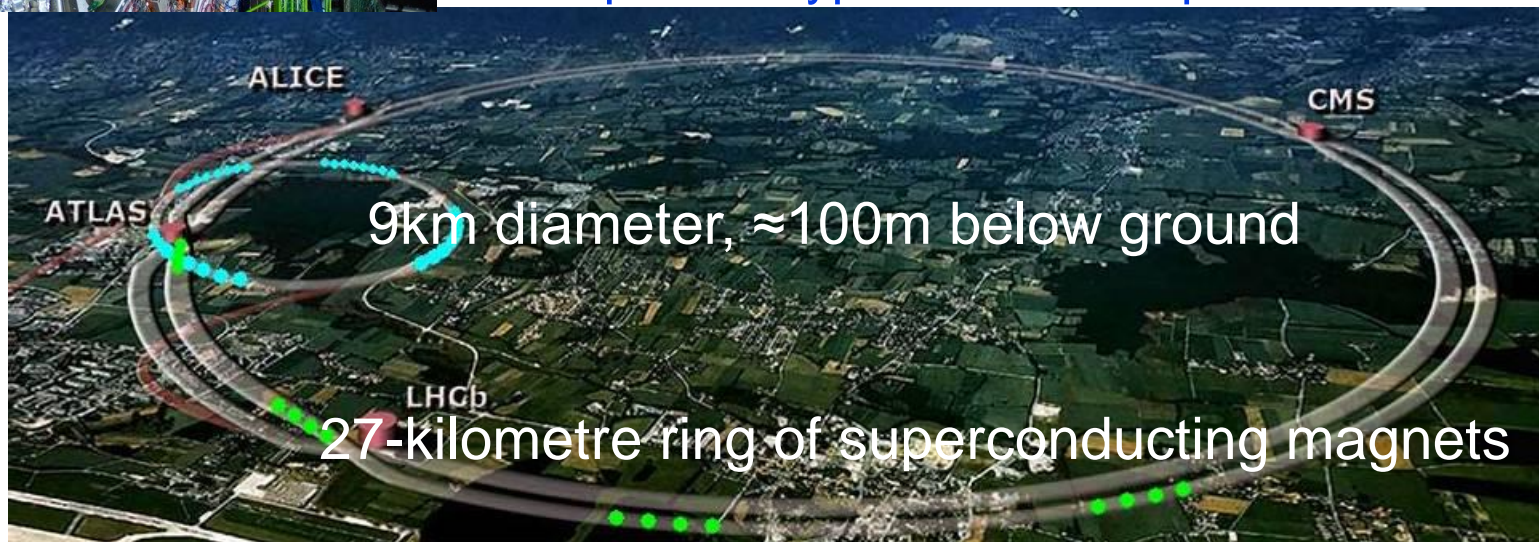 ALICE
CMS
ATLAS
9km diameter, ≈100m below ground
LHCb
27-kilometre ring of superconducting magnets